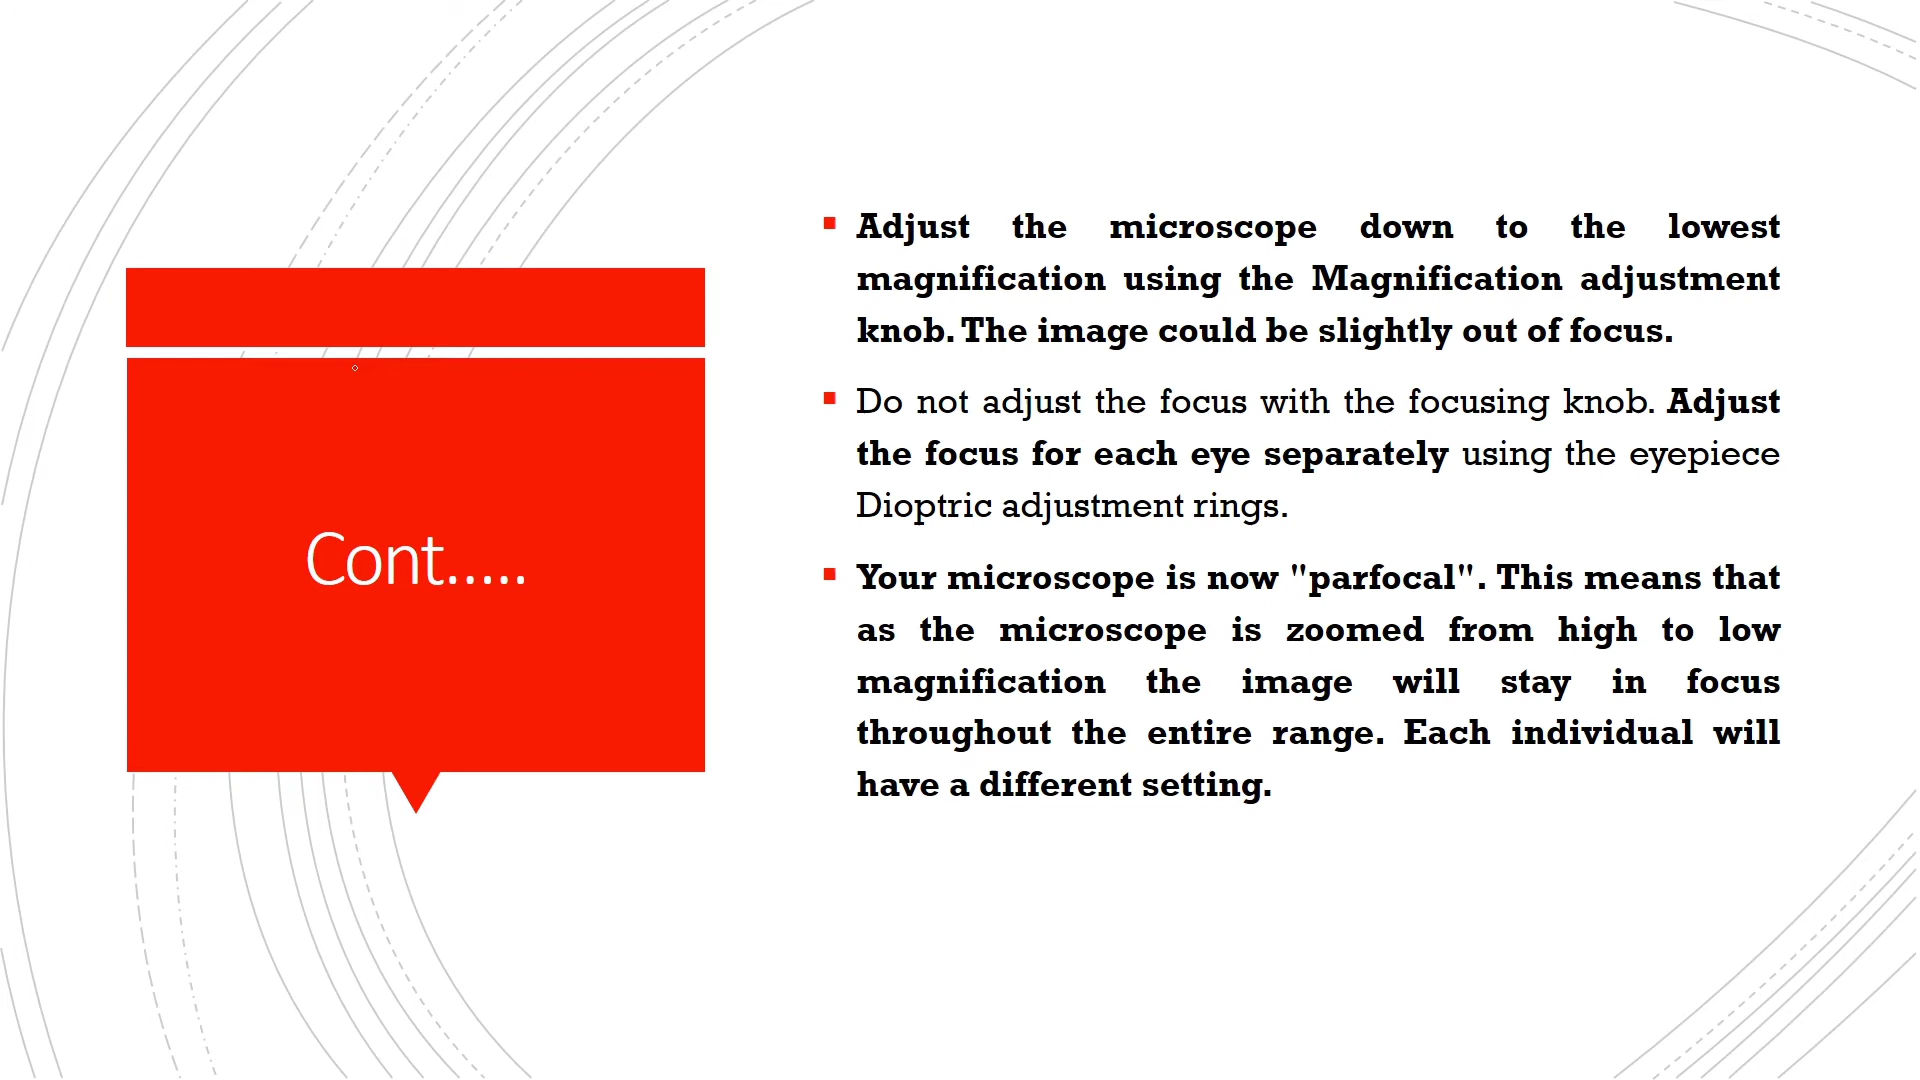 Cont.....
Adjust the microscope down to the lowest
magnification using the Magnification adjustment
knob. The image could be slightly out of focus.
Do not adjust the focus with the focusing knob. Adjust
the focus for each eye separately using the eyepiece
Dioptric adjustment rings.
Your microscope is now "parfocal". This means that
as the microscope is zoomed from high to low
magnification the image will stay in focus
throughout the entire range. Each individual will
have a different setting.